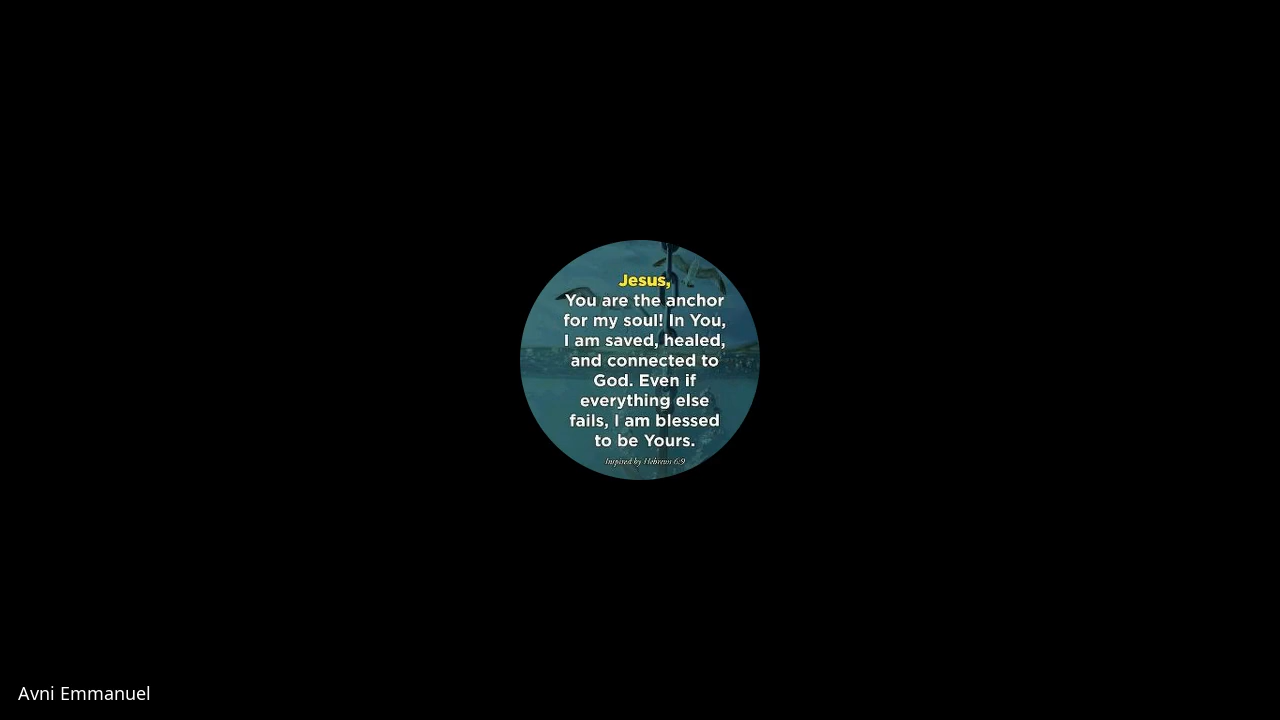 Jesus,
You are the anchor
for my soul! In You,
I am saved, healed,
and connected to
God. Even if
everything else
fails, I am blessed
to be Yours.
Inspired by Hebrews 6:9
Avni Emmanuel